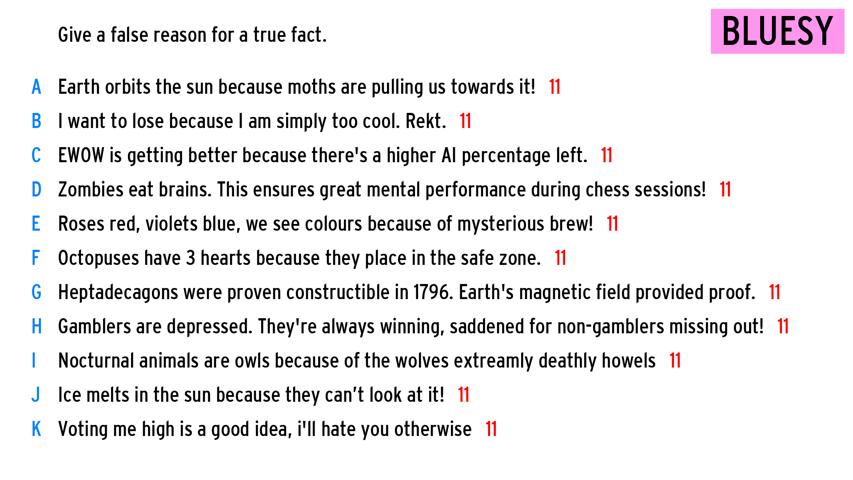 Give a false reason for a true fact.
BLUESY
A Earth orbits the sun because moths are pulling us towards it! 11
B I want to lose because I am simply too cool. Rekt. 11
C EWOW is getting better because there's a higher AI percentage left. 11
D Zombies eat brains. This ensures great mental performance during chess sessions! 11
E Roses red, violets blue, we see colours because of mysterious brew! 11
F Octopuses have 3 hearts because they place in the safe zone. 11
G Heptadecagons were proven constructible in 1796. Earth's magnetic field provided proof. 11
H Gamblers are depressed. They're always winning, saddened for non-gamblers missing out! 11
I Nocturnal animals are owls because of the wolves extreamly deathly howels 11
J Ice melts in the sun because they can’t look at it! 11
K Voting me high is a good idea, i'll hate you otherwise 11